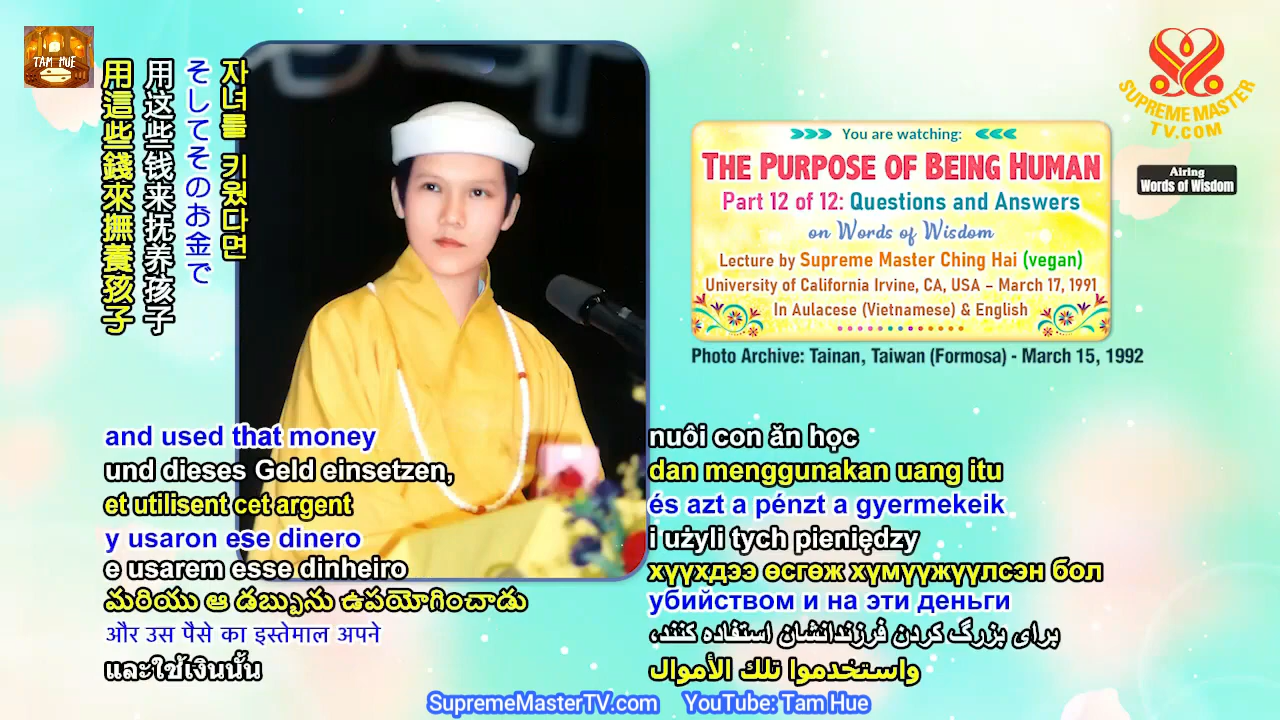 TAM HUE
用這些錢來撫養孩子
用这些钱来抚养孩子
そしてそのお金で
자녀를 키웠다면
SUPREME MASTER
TV.COM
Airing
Words of Wisdom
You are watching:
THE PURPOSE OF BEING HUMAN
Part 12 of 12: Questions and Answers
on Words of Wisdom
Lecture by Supreme Master Ching Hai (vegan)
University of California Irvine, CA, USA – March 17, 1991
In Aulacese (Vietnamese) & English
Photo Archive: Tainan, Taiwan (Formosa) - March 15, 1992
and used that money
und dieses Geld einsetzen,
et utilisent cet argent
y usaron ese dinero
e usarem esse dinheiro
మరియు ఆ డబ్బును ఉపయోగించాడు
और उस पैसे का इस्तेमाल अपने
และใช้เงินนั้น
nuôi con ăn học
dan menggunakan uang itu
és azt a pénzt a gyermekeik
i użyli tych pieniędzy
хүүхдээ өсгөж хүмүүжүүлсэн бол
убийством и на эти деньги
برای بزرگ کردن فرزندانشان استفاده کنند،
واستخدموا تلك الأموال
SupremeMasterTV.com YouTube: Tam Hue